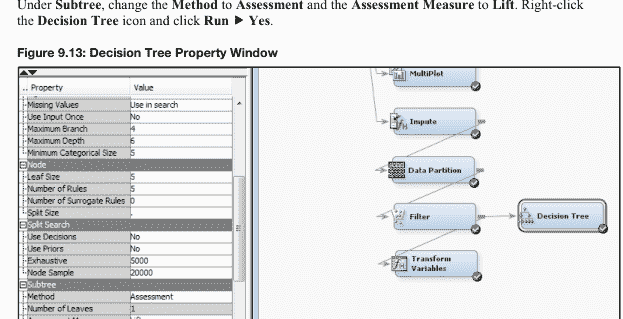 Under Subtree, change the Method to Assessment and the Assessment Measure to Lift. Right-click
the Decision Tree icon and click Run ▶ Yes.
Figure 9.13: Decision Tree Property Window
.. Property Value
Missing Values Use in search
Use Input Once No
Maximum Branch 4
Maximum Depth 6
Minimum Categorical Size 5
Node
Leaf Size 5
Number of Rules 5
Number of Surrogate Rules 0
Split Size .
Split Search
Use Decisions No
Use Priors No
Exhaustive 5000
Node Sample 20000
Subtree
Method Assessment
Number of Leaves 1
MultiPlot
Impute
Data Partition
Filter
Decision Tree
Transform
Variables